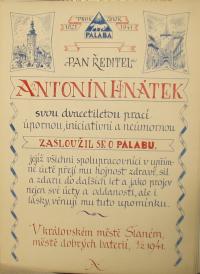 PRVÉ ZBOR
1921 1941
PALABA
PAN ŘEDITEL
ANTONÍN HNÁTEK
svou dvacetiletou prací
úpornou, iniciativní a neúmornou
ZASLOUŽIL SE O PALABU,
jejíž všichni spolupracovníci v upřím-
né úctě přejí mu hojnost zdraví, sil
a zdaru do dalších let a jako projev
nejen své úcty a oddanosti, ale i
lásky, věnují mu tuto upomínku.
V královském městě Slaném,
městě dobrých baterií, 1941.